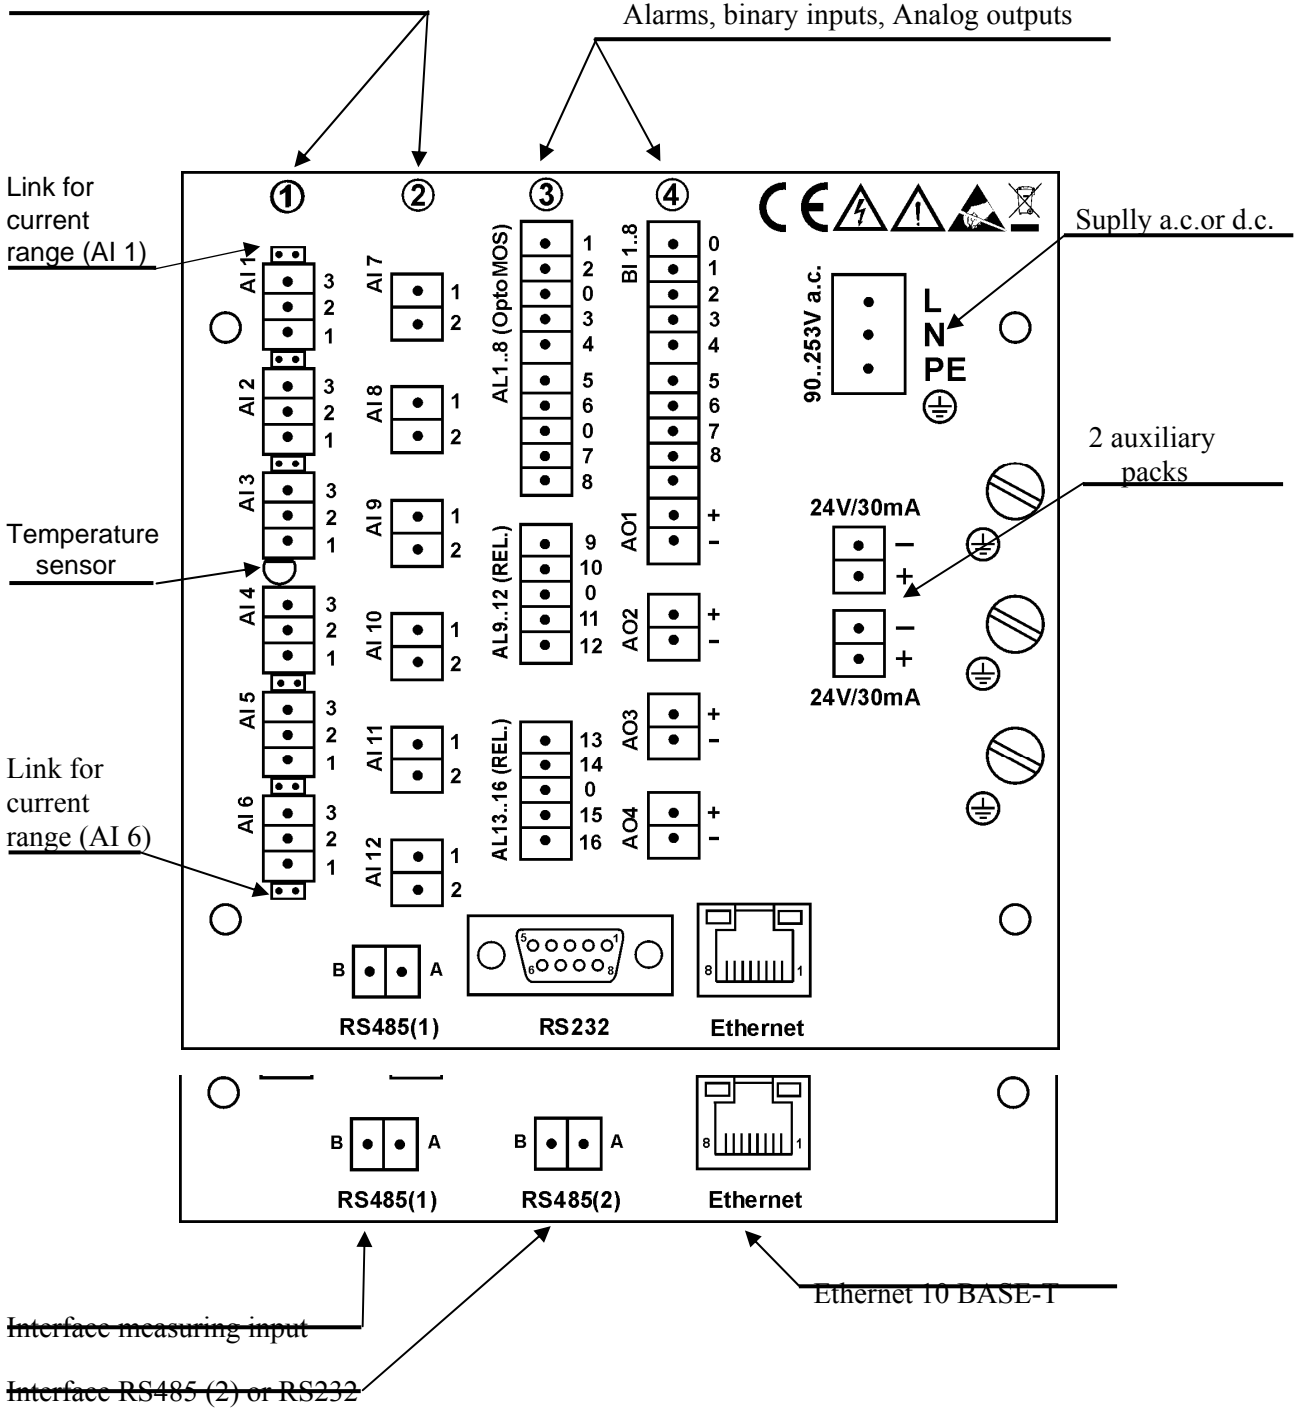 Alarms, binary inputs, Analog outputs
Link for
current
range (AI 1)
1 2 3 4
CE
Suplly a.c.or d.c.
AI 1
3
2
1
AI 2
3
2
1
AI 3
3
2
1
Temperature
sensor
AI 4
3
2
1
AI 5
3
2
1
AI 6
3
2
1
Link for
current
range (AI 6)
AI 7
1
2
AI 8
1
2
AI 9
1
2
AI 10
1
2
AI 11
1
2
AI 12
1
2
AL1..8 (OptoMOS)
1
2
0
3
4
5
6
0
7
8
AL9..12 (REL.)
9
10
0
11
12
AL13..16 (REL.)
13
14
0
15
16
BI 1..8
0
1
2
3
4
5
6
7
8
AO1
+
−
AO2
+
−
AO3
+
−
AO4
+
−
90..253V a.c.
L
N
PE
2 auxiliary
packs
24V/30mA
−
+
−
+
24V/30mA
B A
5 1
6 8
8 1
RS485(1) RS232 Ethernet
B A
B A
8 1
RS485(1) RS485(2) Ethernet
Ethernet 10 BASE-T
Interface measuring input
Interface RS485 (2) or RS232